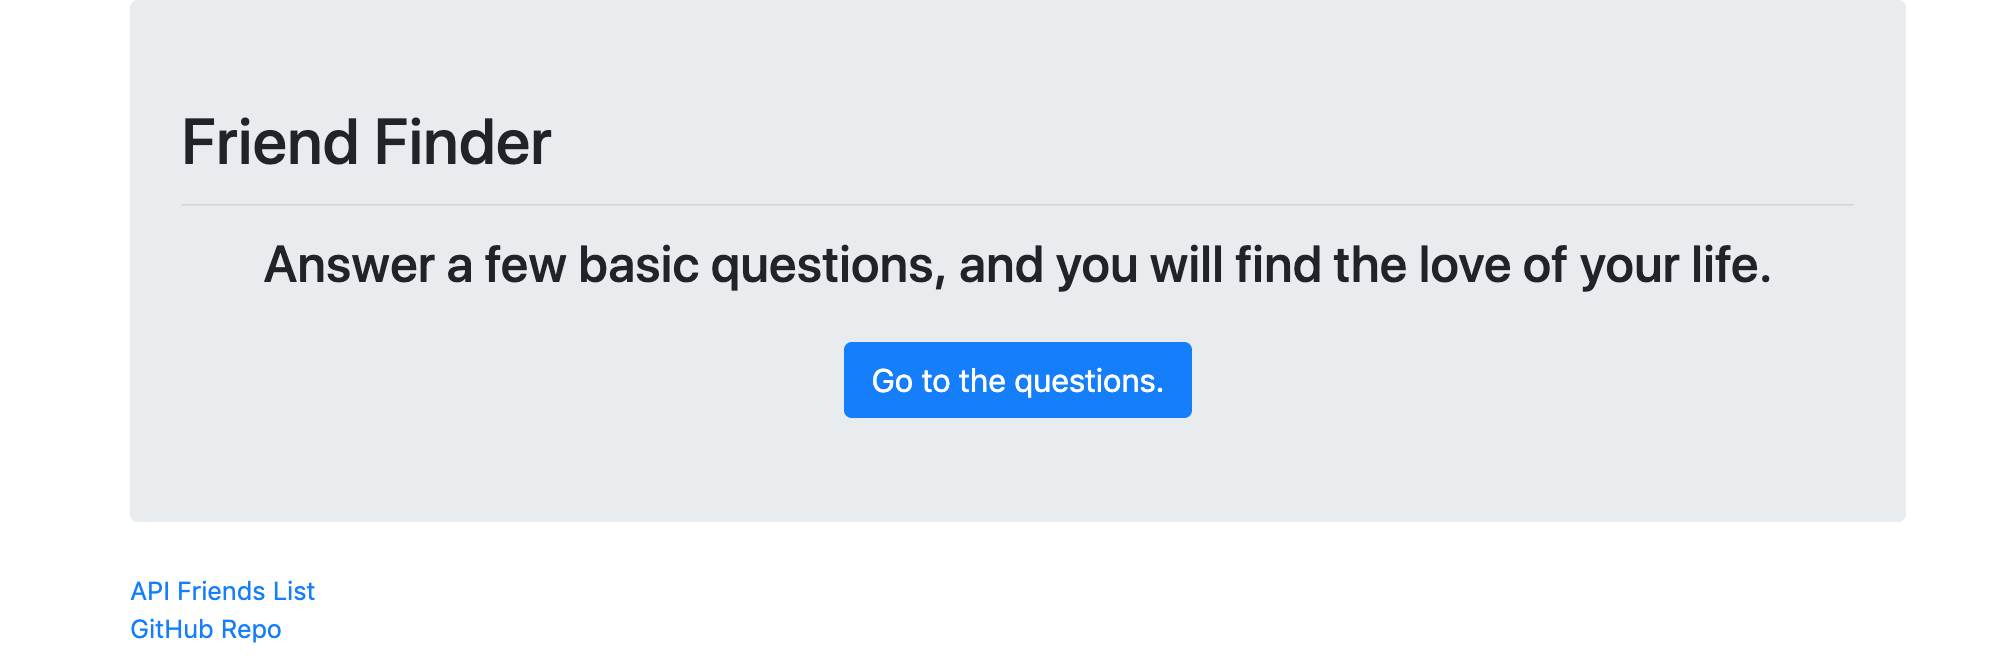 Friend Finder
Answer a few basic questions, and you will find the love of your life.
Go to the questions.
API Friends List
GitHub Repo